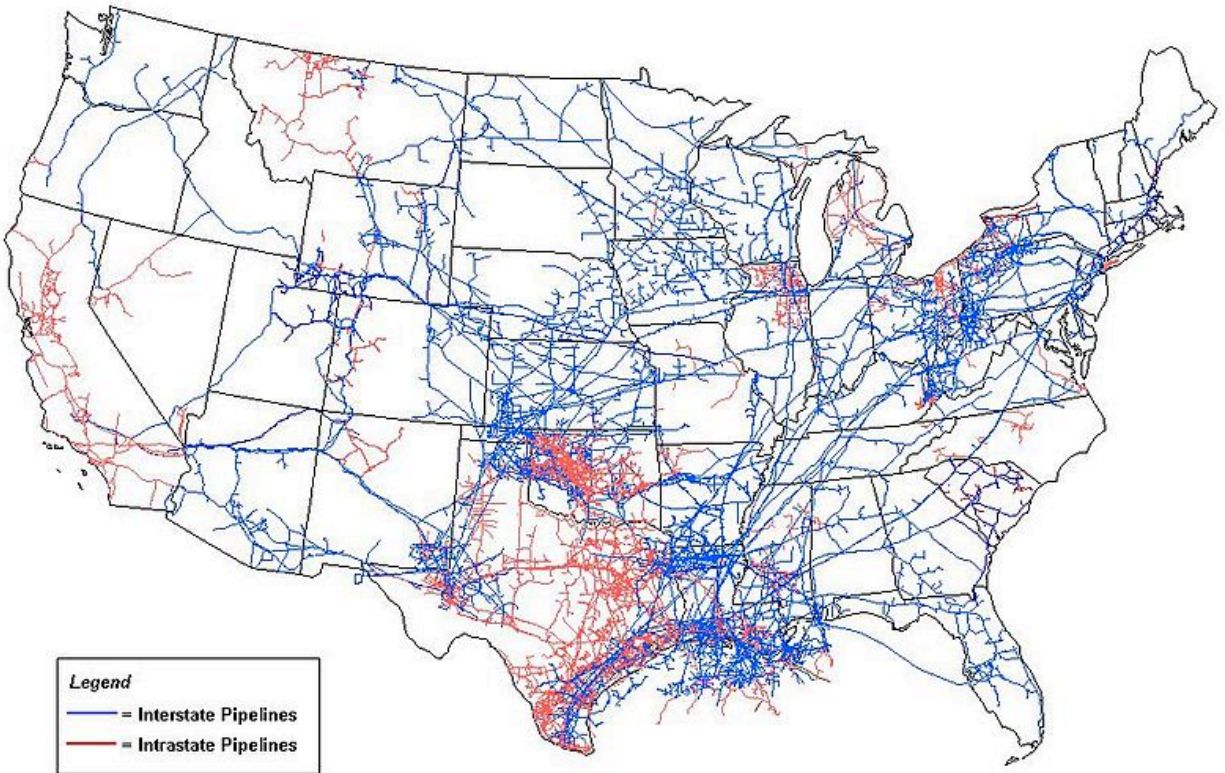 Legend
= Interstate Pipelines
= Intrastate Pipelines